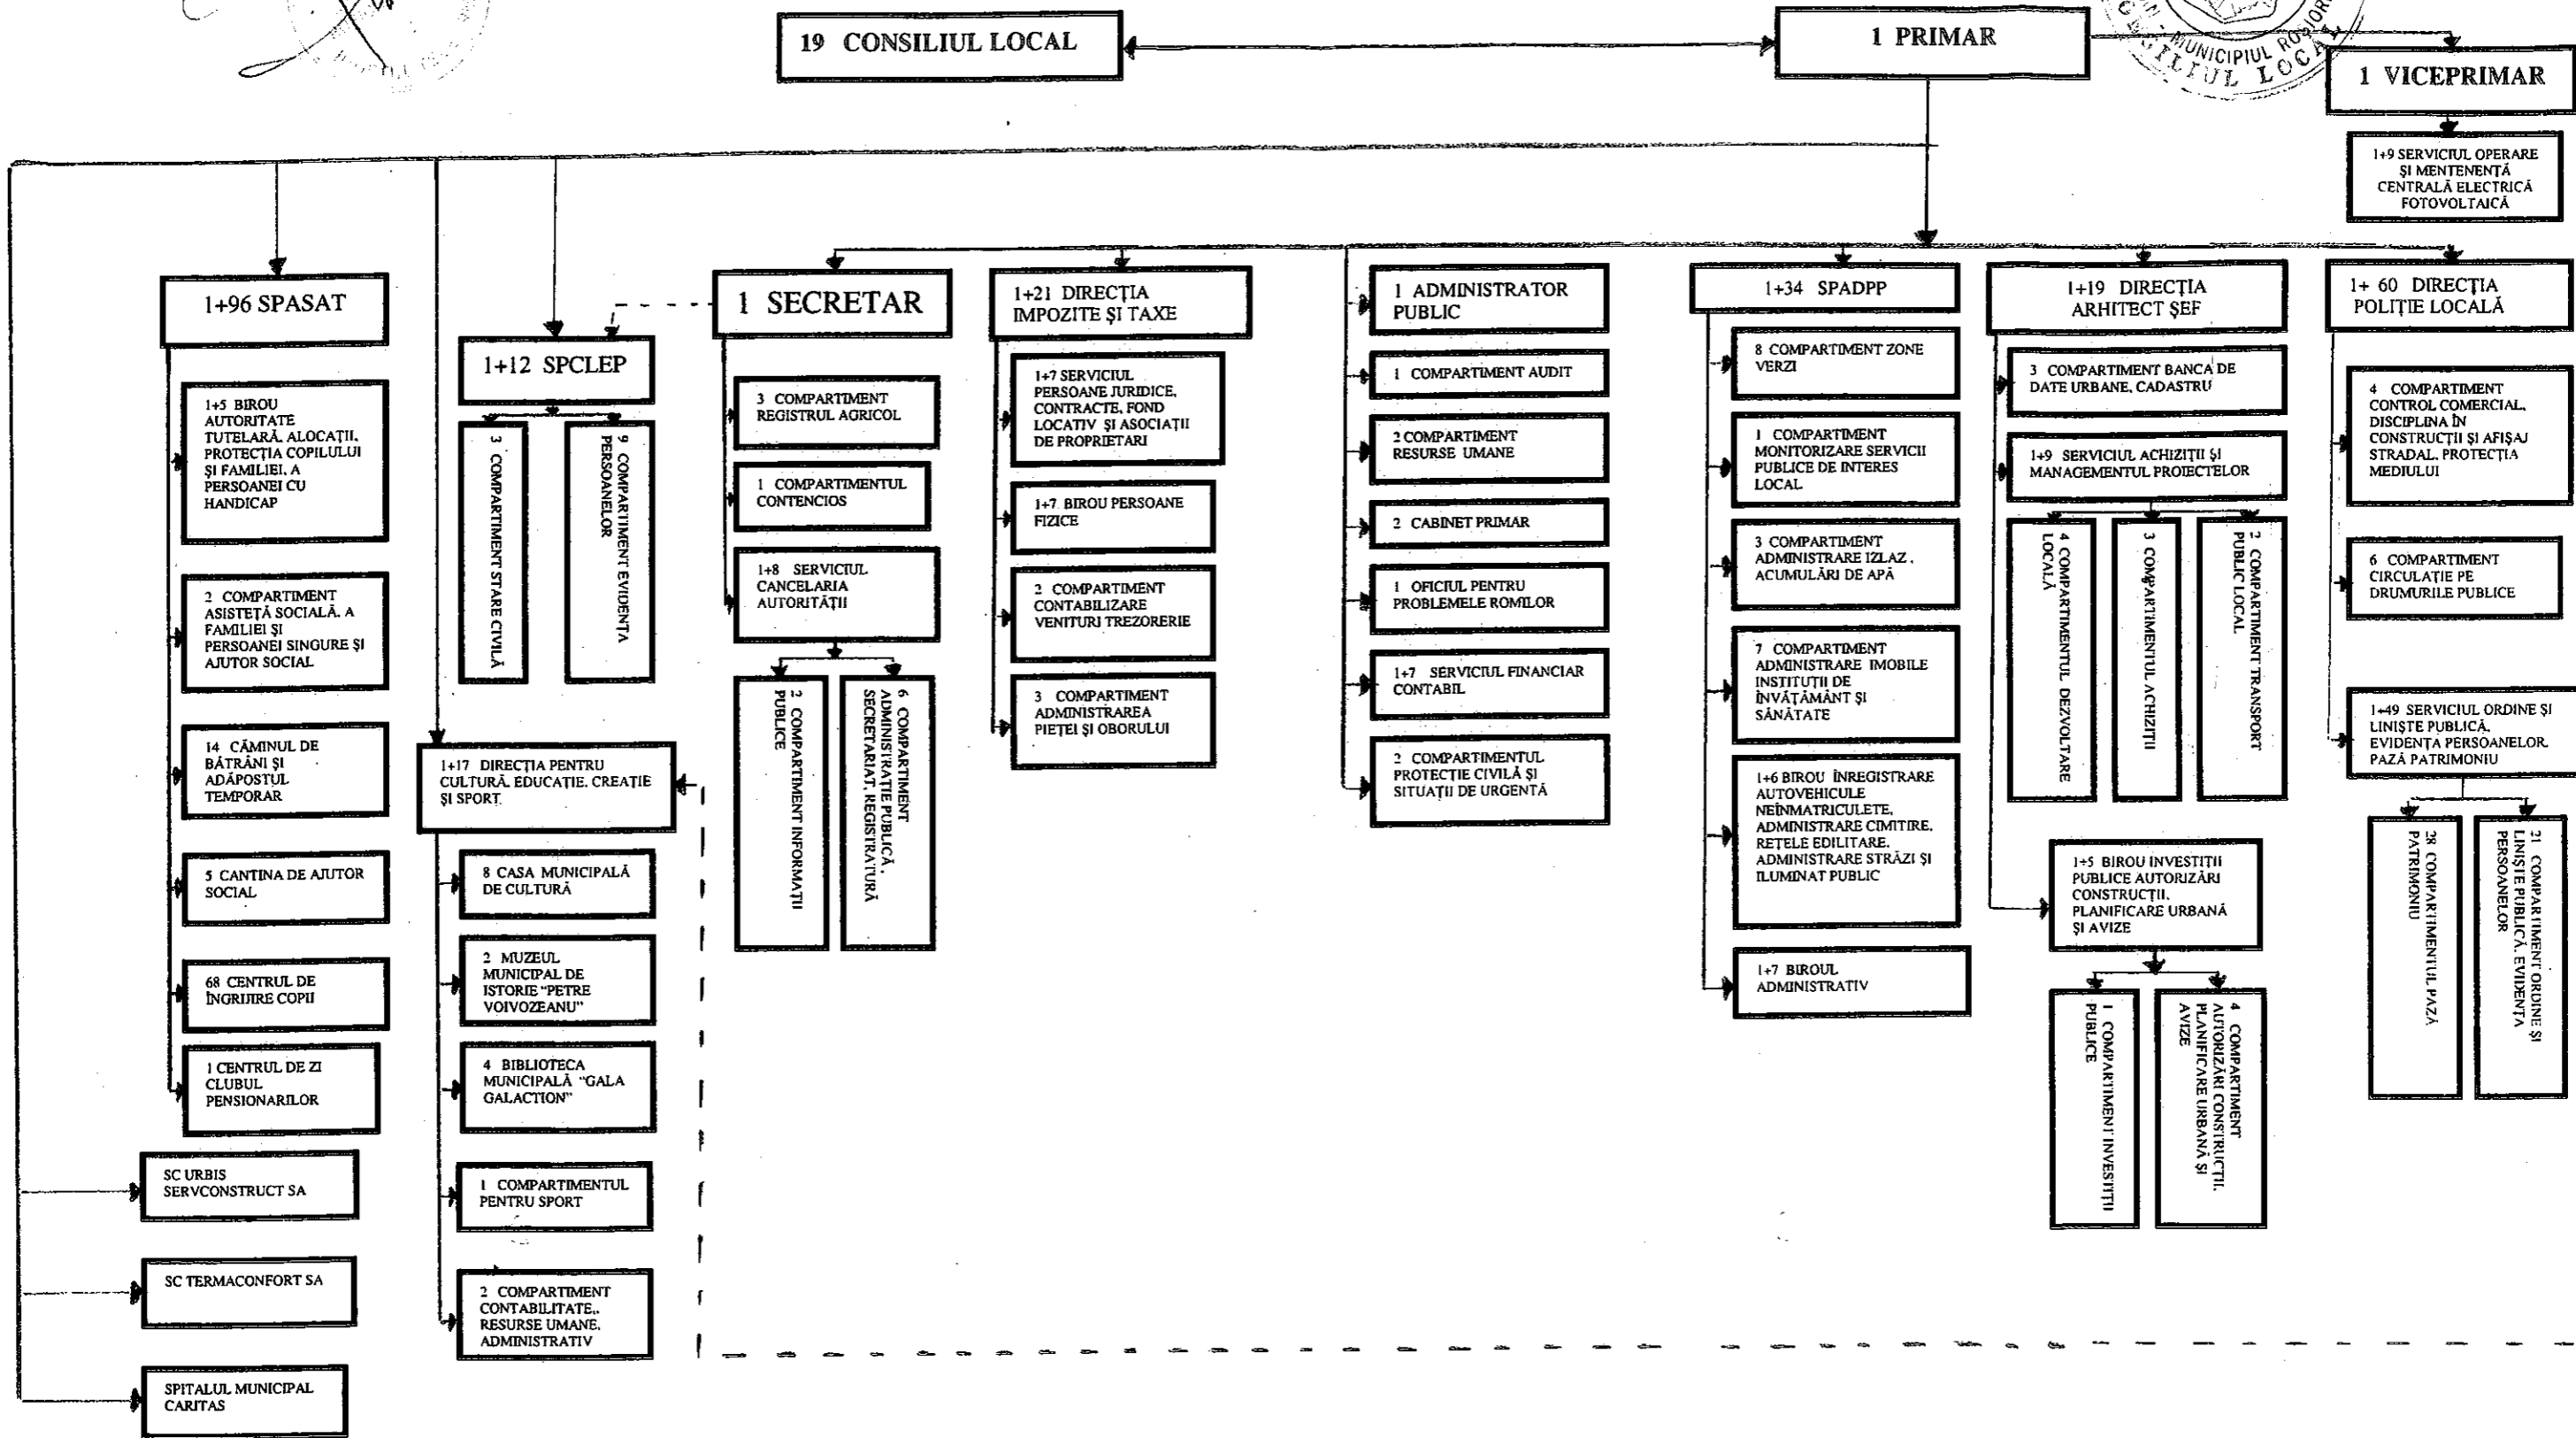 19 CONSILIUL LOCAL
1 PRIMAR
MUNICIPIUL
LOCAL
1 VICEPRIMAR
1+9 SERVICIUL OPERARE
ȘI MENTENENȚĂ
CENTRALĂ ELECTRICĂ
FOTOVOLTAICĂ
1+96 SPASAT
1+5 BIROU
AUTORITATE
TUTELARĂ, ALOCAȚII,
PROTECȚIA COPILULUI
ȘI FAMILIEI, A
PERSOANEI CU
HANDICAP
2 COMPARTIMENT
ASISTEȚĂ SOCIALĂ, A
FAMILIEI ȘI
PERSOANEI SINGURE ȘI
AJUTOR SOCIAL
14 CĂMINUL DE
BĂTRÂNI ȘI
ADĂPOSTUL
TEMPORAR
5 CANTINA DE AJUTOR
SOCIAL
68 CENTRUL DE
ÎNGRIJIRE COPII
1 CENTRUL DE ZI
CLUBUL
PENSIONARILOR
SC URBIS
SERVCONSTRUCT SA
SC TERMACONFORT SA
SPITALUL MUNICIPAL
CARITAS
1+12 SPCLEP
3 COMPARTIMENT STARE CIVILĂ
9 COMPARTIMENT EVIDENȚA
PERSOANELOR
1+17 DIRECȚIA PENTRU
CULTURĂ, EDUCAȚIE, CREAȚIE
ȘI SPORT
8 CASA MUNICIPALĂ
DE CULTURĂ
2 MUZEUL
MUNICIPAL DE
ISTORIE "PETRE
VOIVOZEANU"
4 BIBLIOTECA
MUNICIPALĂ "GALA
GALACTION"
1 COMPARTIMENTUL
PENTRU SPORT
2 COMPARTIMENT
CONTABILITATE,
RESURSE UMANE,
ADMINISTRATIV
1 SECRETAR
3 COMPARTIMENT
REGISTRUL AGRICOL
1 COMPARTIMENTUL
CONTENCIOS
1+8 SERVICIUL
CANCELARIA
AUTORITĂȚII
2 COMPARTIMENT INFORMAȚII
PUBLICE
6 COMPARTIMENT
ADMINISTRAȚIE PUBLICĂ,
SECRETARIAT, REGISTRATURĂ
1+21 DIRECȚIA
IMPOZITE ȘI TAXE
1+7 SERVICIUL
PERSOANE JURIDICE,
CONTRACTE, FOND
LOCATIV ȘI ASOCIAȚII
DE PROPRIETARI
1+7 BIROU PERSOANE
FIZICE
2 COMPARTIMENT
CONTABILIZARE
VENITURI TREZORERIE
3 COMPARTIMENT
ADMINISTRAREA
PIEȚEI ȘI OBORULUI
1 ADMINISTRATOR
PUBLIC
1 COMPARTIMENT AUDIT
2 COMPARTIMENT
RESURSE UMANE
2 CABINET PRIMAR
1 OFICIUL PENTRU
PROBLEMELE ROMILOR
1+7 SERVICIUL FINANCIAR
CONTABIL
2 COMPARTIMENTUL
PROTECȚIE CIVILĂ ȘI
SITUAȚII DE URGENȚĂ
1+34 SPADPP
8 COMPARTIMENT ZONE
VERZI
1 COMPARTIMENT
MONITORIZARE SERVICII
PUBLICE DE INTERES
LOCAL
3 COMPARTIMENT
ADMINISTRARE IZLAZ,
ACUMULĂRI DE APĂ
7 COMPARTIMENT
ADMINISTRARE IMOBILE
INSTITUȚII DE
ÎNVĂȚĂMÂNT ȘI
SĂNĂTATE
1+6 BIROU ÎNREGISTRARE
AUTOVEHICULE
NEÎNMATRICULETE,
ADMINISTRARE CIMITIRE,
REȚELE EDILITARE,
ADMINISTRARE STRĂZI ȘI
ILUMINAT PUBLIC
1+7 BIROUL
ADMINISTRATIV
1+19 DIRECȚIA
ARHITECT ȘEF
3 COMPARTIMENT BANCA DE
DATE URBANE, CADASTRU
1+9 SERVICIUL ACHIZIȚII ȘI
MANAGEMENTUL PROIECTELOR
4 COMPARTIMENTUL DEZVOLTARE
LOCALĂ
3 COMPARTIMENTUL ACHIZIȚII
2 COMPARTIMENT TRANSPORT
PUBLIC LOCAL
1+5 BIROU INVESTIȚII
PUBLICE AUTORIZĂRI
CONSTRUCȚII,
PLANIFICARE URBANĂ
ȘI AVIZE
1 COMPARTIMENT INVESTIȚII
PUBLICE
4 COMPARTIMENT
AUTORIZĂRI CONSTRUCȚII,
PLANIFICARE URBANĂ ȘI
AVIZE
1+ 60 DIRECȚIA
POLIȚIE LOCALĂ
4 COMPARTIMENT
CONTROL COMERCIAL,
DISCIPLINA ÎN
CONSTRUCȚII ȘI AFIȘAJ
STRADAL, PROTECȚIA
MEDIULUI
6 COMPARTIMENT
CIRCULAȚIE PE
DRUMURILE PUBLICE
1+49 SERVICIUL ORDINE ȘI
LINIȘTE PUBLICĂ,
EVIDENȚA PERSOANELOR,
PAZĂ PATRIMONIU
28 COMPARTIMENTUL PAZĂ
PATRIMONIU
21 COMPARTIMENT ORDINE ȘI
LINIȘTE PUBLICĂ, EVIDENȚA
PERSOANELOR